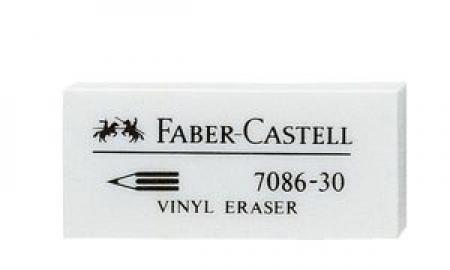 FABER-CASTELL
7086-30
VINYL ERASER